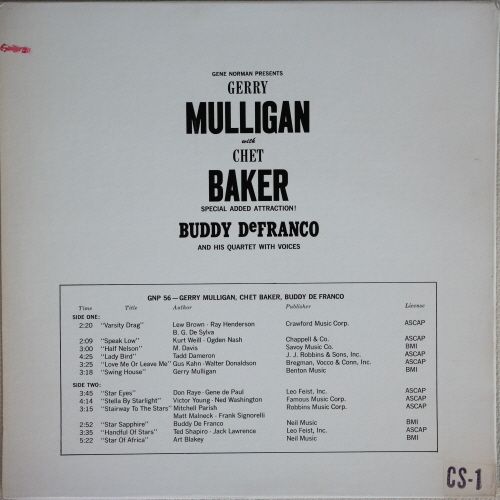 GENE NORMAN PRESENTS
GERRY
MULLIGAN
with
CHET
BAKER
SPECIAL ADDED ATTRACTION!
BUDDY DeFRANCO
AND HIS QUARTET WITH VOICES
GNP 56 — GERRY MULLIGAN, CHET BAKER, BUDDY DE FRANCO
Time Title Author Publisher License
SIDE ONE:
2:20 "Varsity Drag" Lew Brown - Ray Henderson Crawford Music Corp. ASCAP
B. G. De Sylva
2:09 "Speak Low" Kurt Weill - Ogden Nash Chappell & Co. ASCAP
3:00 "Half Nelson" M. Davis Savoy Music Co. BMI
4:25 "Lady Bird" Tadd Dameron J. J. Robbins & Sons, Inc. ASCAP
3:25 "Love Me Or Leave Me" Gus Kahn - Walter Donaldson Bregman, Vocco & Conn, Inc. ASCAP
3:18 "Swing House" Gerry Mulligan Benton Music BMI
SIDE TWO:
3:45 "Star Eyes" Don Raye - Gene de Paul Leo Feist, Inc. ASCAP
4:14 "Stella By Starlight" Victor Young - Ned Washington Famous Music Corp. ASCAP
3:15 "Stairway To The Stars" Mitchell Parish Robbins Music Corp. ASCAP
Matt Malneck - Frank Signorelli
2:52 "Star Sapphire" Buddy De Franco Neil Music BMI
3:35 "Handful Of Stars" Ted Shapiro - Jack Lawrence Leo Feist, Inc. ASCAP
5:22 "Star Of Africa" Art Blakey Neil Music BMI
CS-1